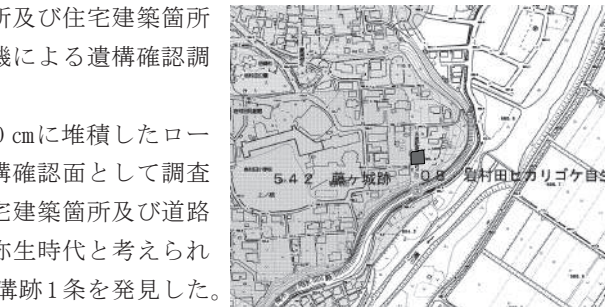 所及び住宅建築箇所
機による遺構確認調
0㎝に堆積したロー
構確認面として調査
宅建築箇所及び道路
弥生時代と考えられ
構跡1条を発見した。
542 藤ヶ城跡
08 岩村田ヒカリゴケ自生